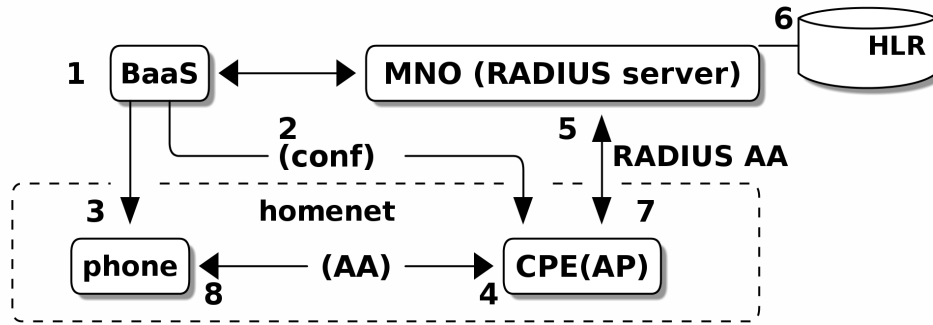 6
HLR
1
BaaS
MNO (RADIUS server)
2
(conf)
5
RADIUS AA
3
homenet
7
phone
(AA)
CPE(AP)
8
4